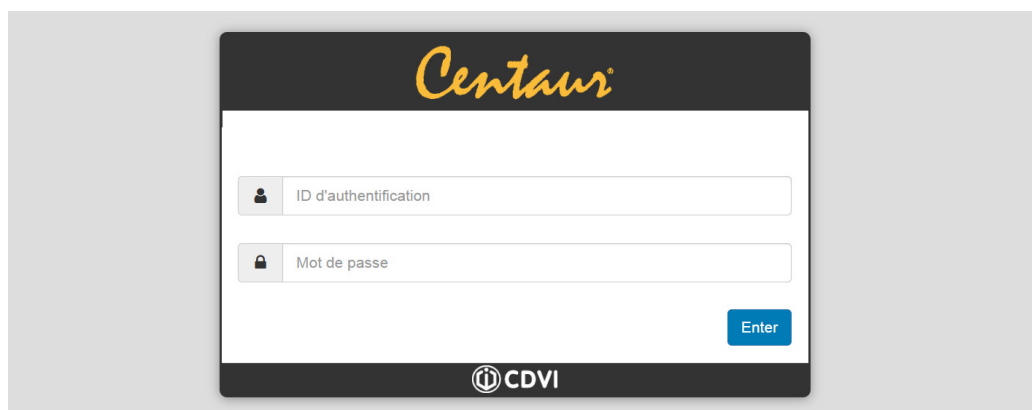 Centaur®
ID d'authentification
Mot de passe
Enter
CDVI